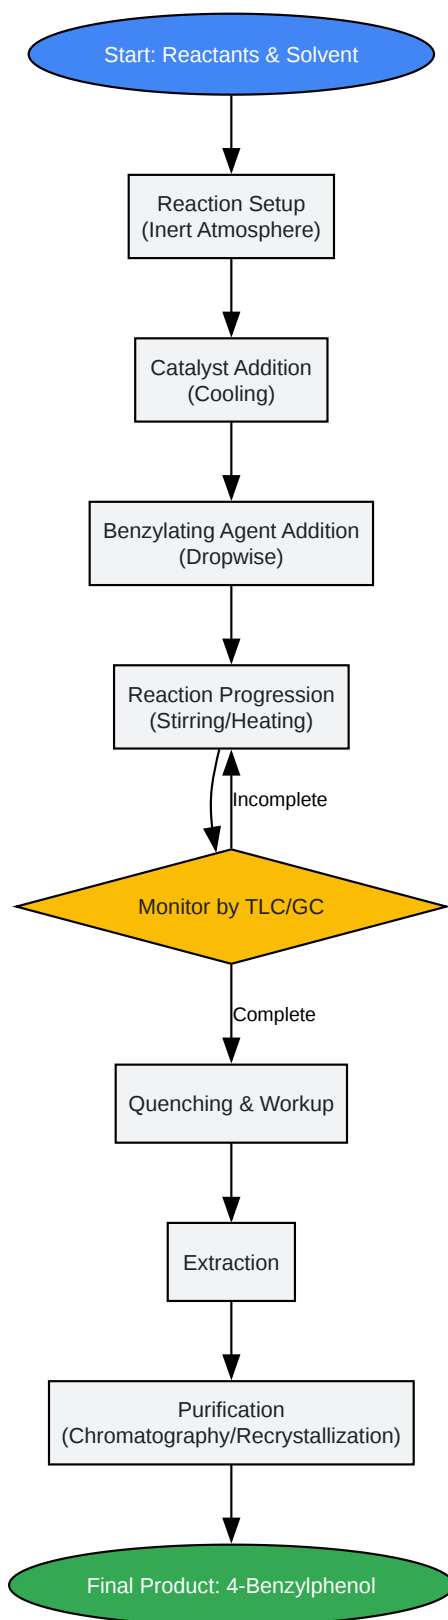 Start: Reactants & Solvent
Reaction Setup
(Inert Atmosphere)
Catalyst Addition
(Cooling)
Benzylating Agent Addition
(Dropwise)
Reaction Progression
(Stirring/Heating)
Incomplete
Monitor by TLC/GC
Complete
Quenching & Workup
Extraction
Purification
(Chromatography/Recrystallization)
Final Product: 4-Benzylphenol